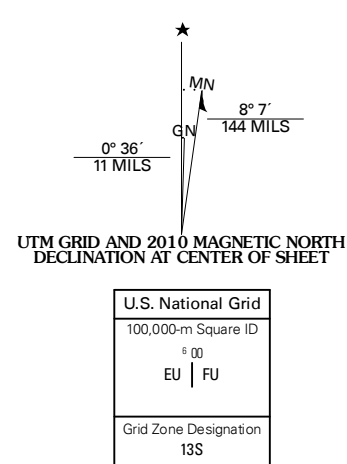 ★
MN
8° 7´
144 MILS
GN
0° 36´
11 MILS
UTM GRID AND 2010 MAGNETIC NORTH
DECLINATION AT CENTER OF SHEET
U.S. National Grid
100,000-m Square ID
6 00
EU FU
Grid Zone Designation
13S